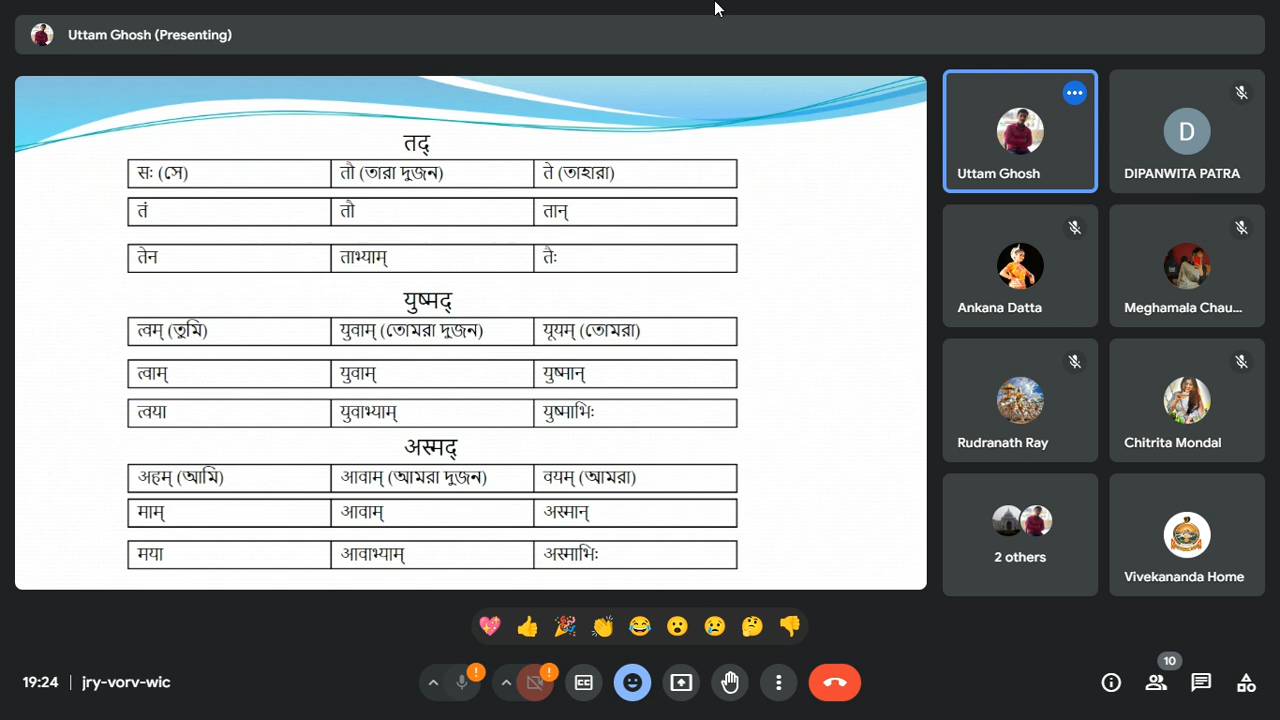 Uttam Ghosh (Presenting)
तद्
सः (সে) तौ (তারা দুজন) ते (তাহারা)
तं तौ तान्
तेन ताभ्याम् तैः
युष्मद्
त्वम् (তুমি) युवाम् (তোমরা দুজন) यूयम् (তোমরা)
त्वाम् युवाम् युष्मान्
त्वया युवाभ्याम् युष्माभिः
अस्मद्
अहम् (আমি) आवाम् (আমরা দুজন) वयम् (আমরা)
माम् आवाम् अस्मान्
मया आवाभ्याम् अस्माभिः
Uttam Ghosh
D
DIPANWITA PATRA
Ankana Datta
Meghamala Chau...
Rudranath Ray
Chitrita Mondal
2 others
Vivekananda Home
19:24 | jry-vorv-wic
CC
10